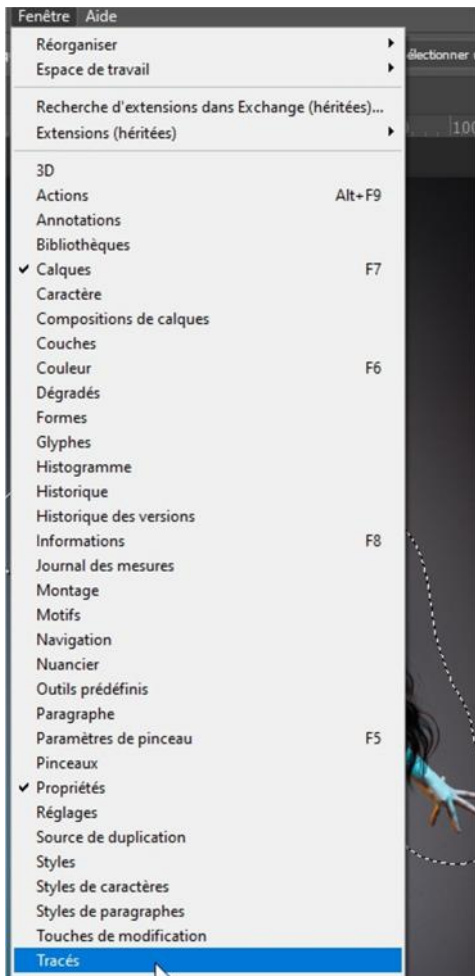 Fenêtre Aide
Réorganiser
Espace de travail
Recherche d'extensions dans Exchange (héritées)...
Extensions (héritées)
3D
Actions Alt+F9
Annotations
Bibliothèques
Calques F7
Caractère
Compositions de calques
Couches
Couleur F6
Dégradés
Formes
Glyphes
Histogramme
Historique
Historique des versions
Informations F8
Journal des mesures
Montage
Motifs
Navigation
Nuancier
Outils prédéfinis
Paragraphe
Paramètres de pinceau F5
Pinceaux
Propriétés
Réglages
Source de duplication
Styles
Styles de caractères
Styles de paragraphes
Touches de modification
Tracés
électionner
100